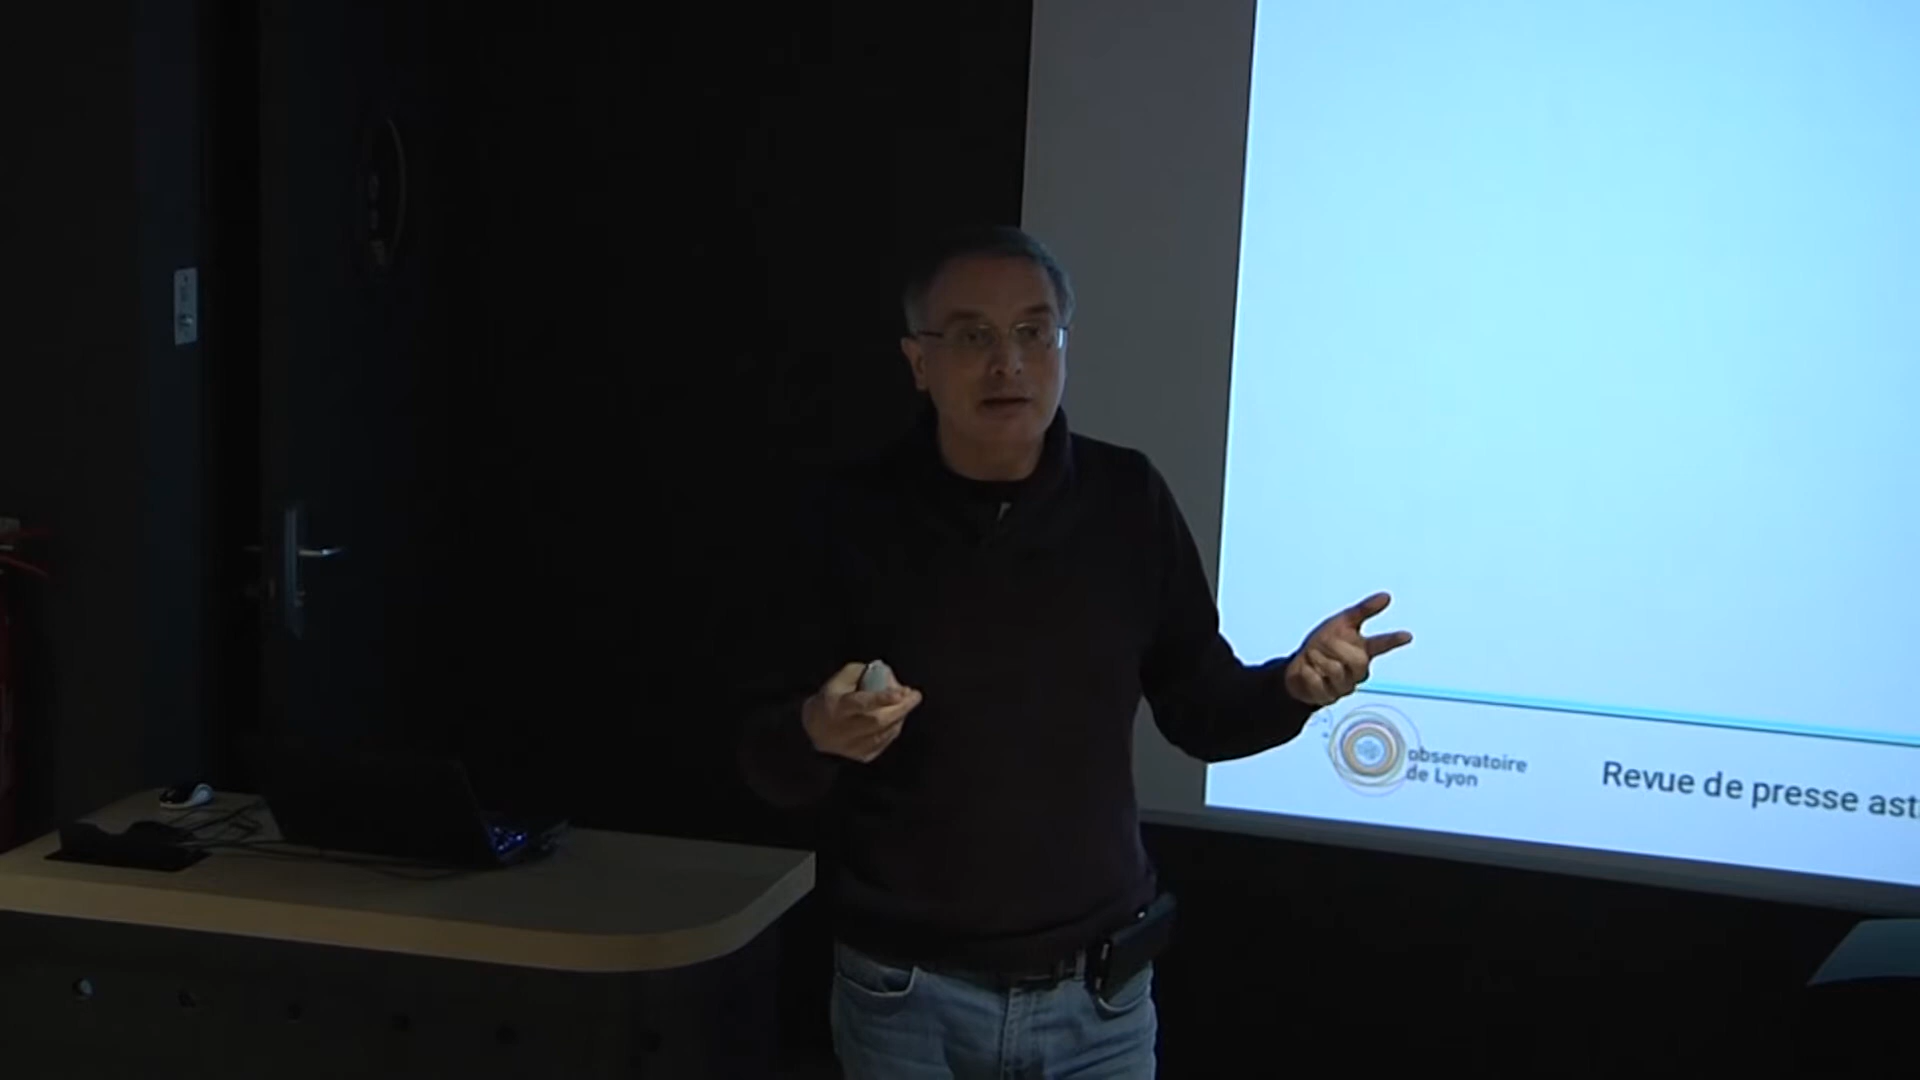 observatoire
de Lyon
Revue de presse ast